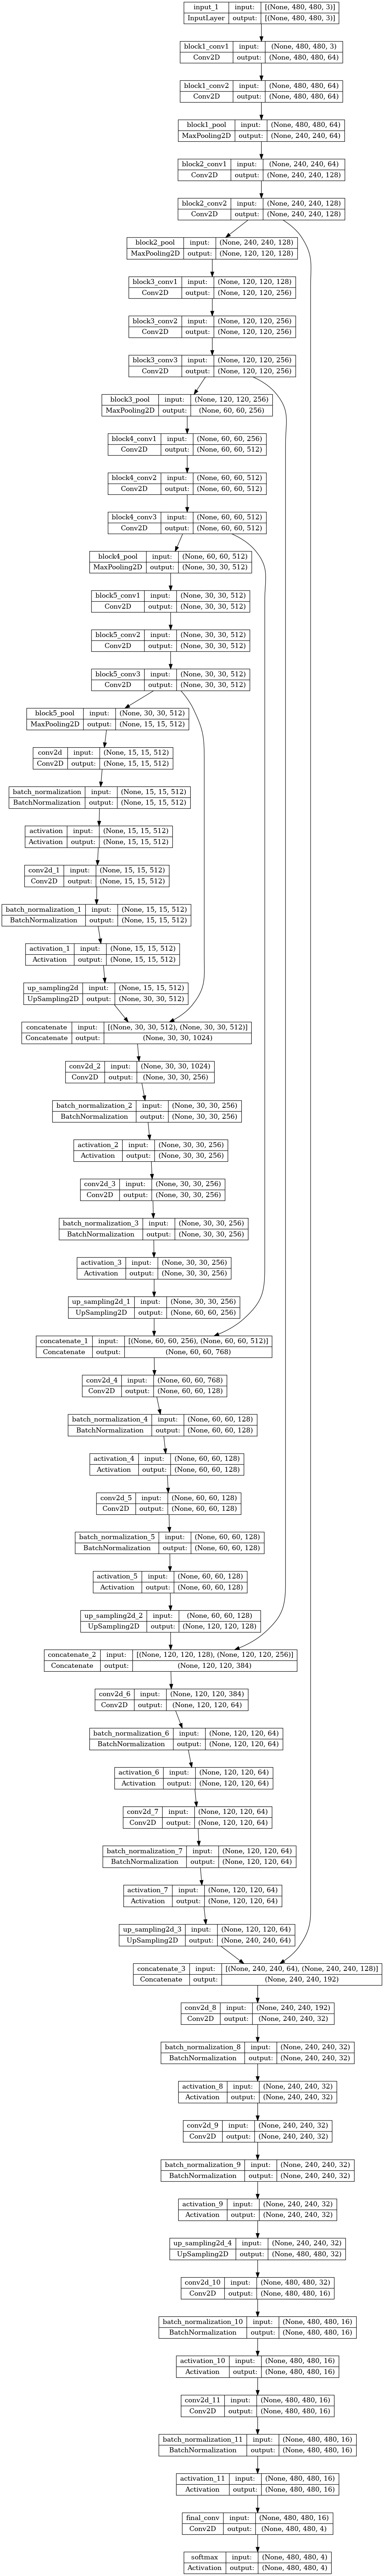 input_1 input: [(None, 480, 480, 3)]
InputLayer output: [(None, 480, 480, 3)]
block1_conv1 input: (None, 480, 480, 3)
Conv2D output: (None, 480, 480, 64)
block1_conv2 input: (None, 480, 480, 64)
Conv2D output: (None, 480, 480, 64)
block1_pool input: (None, 480, 480, 64)
MaxPooling2D output: (None, 240, 240, 64)
block2_conv1 input: (None, 240, 240, 64)
Conv2D output: (None, 240, 240, 128)
block2_conv2 input: (None, 240, 240, 128)
Conv2D output: (None, 240, 240, 128)
block2_pool input: (None, 240, 240, 128)
MaxPooling2D output: (None, 120, 120, 128)
block3_conv1 input: (None, 120, 120, 128)
Conv2D output: (None, 120, 120, 256)
block3_conv2 input: (None, 120, 120, 256)
Conv2D output: (None, 120, 120, 256)
block3_conv3 input: (None, 120, 120, 256)
Conv2D output: (None, 120, 120, 256)
block3_pool input: (None, 120, 120, 256)
MaxPooling2D output: (None, 60, 60, 256)
block4_conv1 input: (None, 60, 60, 256)
Conv2D output: (None, 60, 60, 512)
block4_conv2 input: (None, 60, 60, 512)
Conv2D output: (None, 60, 60, 512)
block4_conv3 input: (None, 60, 60, 512)
Conv2D output: (None, 60, 60, 512)
block4_pool input: (None, 60, 60, 512)
MaxPooling2D output: (None, 30, 30, 512)
block5_conv1 input: (None, 30, 30, 512)
Conv2D output: (None, 30, 30, 512)
block5_conv2 input: (None, 30, 30, 512)
Conv2D output: (None, 30, 30, 512)
block5_conv3 input: (None, 30, 30, 512)
Conv2D output: (None, 30, 30, 512)
block5_pool input: (None, 30, 30, 512)
MaxPooling2D output: (None, 15, 15, 512)
conv2d input: (None, 15, 15, 512)
Conv2D output: (None, 15, 15, 512)
batch_normalization input: (None, 15, 15, 512)
BatchNormalization output: (None, 15, 15, 512)
activation input: (None, 15, 15, 512)
Activation output: (None, 15, 15, 512)
conv2d_1 input: (None, 15, 15, 512)
Conv2D output: (None, 15, 15, 512)
batch_normalization_1 input: (None, 15, 15, 512)
BatchNormalization output: (None, 15, 15, 512)
activation_1 input: (None, 15, 15, 512)
Activation output: (None, 15, 15, 512)
up_sampling2d input: (None, 15, 15, 512)
UpSampling2D output: (None, 30, 30, 512)
concatenate input: [(None, 30, 30, 512), (None, 30, 30, 512)]
Concatenate output: (None, 30, 30, 1024)
conv2d_2 input: (None, 30, 30, 1024)
Conv2D output: (None, 30, 30, 256)
batch_normalization_2 input: (None, 30, 30, 256)
BatchNormalization output: (None, 30, 30, 256)
activation_2 input: (None, 30, 30, 256)
Activation output: (None, 30, 30, 256)
conv2d_3 input: (None, 30, 30, 256)
Conv2D output: (None, 30, 30, 256)
batch_normalization_3 input: (None, 30, 30, 256)
BatchNormalization output: (None, 30, 30, 256)
activation_3 input: (None, 30, 30, 256)
Activation output: (None, 30, 30, 256)
up_sampling2d_1 input: (None, 30, 30, 256)
UpSampling2D output: (None, 60, 60, 256)
concatenate_1 input: [(None, 60, 60, 256), (None, 60, 60, 512)]
Concatenate output: (None, 60, 60, 768)
conv2d_4 input: (None, 60, 60, 768)
Conv2D output: (None, 60, 60, 128)
batch_normalization_4 input: (None, 60, 60, 128)
BatchNormalization output: (None, 60, 60, 128)
activation_4 input: (None, 60, 60, 128)
Activation output: (None, 60, 60, 128)
conv2d_5 input: (None, 60, 60, 128)
Conv2D output: (None, 60, 60, 128)
batch_normalization_5 input: (None, 60, 60, 128)
BatchNormalization output: (None, 60, 60, 128)
activation_5 input: (None, 60, 60, 128)
Activation output: (None, 60, 60, 128)
up_sampling2d_2 input: (None, 60, 60, 128)
UpSampling2D output: (None, 120, 120, 128)
concatenate_2 input: [(None, 120, 120, 128), (None, 120, 120, 256)]
Concatenate output: (None, 120, 120, 384)
conv2d_6 input: (None, 120, 120, 384)
Conv2D output: (None, 120, 120, 64)
batch_normalization_6 input: (None, 120, 120, 64)
BatchNormalization output: (None, 120, 120, 64)
activation_6 input: (None, 120, 120, 64)
Activation output: (None, 120, 120, 64)
conv2d_7 input: (None, 120, 120, 64)
Conv2D output: (None, 120, 120, 64)
batch_normalization_7 input: (None, 120, 120, 64)
BatchNormalization output: (None, 120, 120, 64)
activation_7 input: (None, 120, 120, 64)
Activation output: (None, 120, 120, 64)
up_sampling2d_3 input: (None, 120, 120, 64)
UpSampling2D output: (None, 240, 240, 64)
concatenate_3 input: [(None, 240, 240, 64), (None, 240, 240, 128)]
Concatenate output: (None, 240, 240, 192)
conv2d_8 input: (None, 240, 240, 192)
Conv2D output: (None, 240, 240, 32)
batch_normalization_8 input: (None, 240, 240, 32)
BatchNormalization output: (None, 240, 240, 32)
activation_8 input: (None, 240, 240, 32)
Activation output: (None, 240, 240, 32)
conv2d_9 input: (None, 240, 240, 32)
Conv2D output: (None, 240, 240, 32)
batch_normalization_9 input: (None, 240, 240, 32)
BatchNormalization output: (None, 240, 240, 32)
activation_9 input: (None, 240, 240, 32)
Activation output: (None, 240, 240, 32)
up_sampling2d_4 input: (None, 240, 240, 32)
UpSampling2D output: (None, 480, 480, 32)
conv2d_10 input: (None, 480, 480, 32)
Conv2D output: (None, 480, 480, 16)
batch_normalization_10 input: (None, 480, 480, 16)
BatchNormalization output: (None, 480, 480, 16)
activation_10 input: (None, 480, 480, 16)
Activation output: (None, 480, 480, 16)
conv2d_11 input: (None, 480, 480, 16)
Conv2D output: (None, 480, 480, 16)
batch_normalization_11 input: (None, 480, 480, 16)
BatchNormalization output: (None, 480, 480, 16)
activation_11 input: (None, 480, 480, 16)
Activation output: (None, 480, 480, 16)
final_conv input: (None, 480, 480, 16)
Conv2D output: (None, 480, 480, 4)
softmax input: (None, 480, 480, 4)
Activation output: (None, 480, 480, 4)